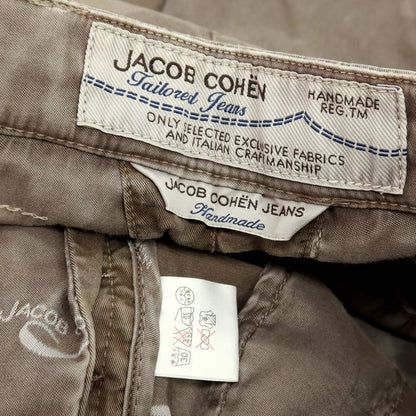 JACOB COHËN
Tailored Jeans
HANDMADE
REG.TM
ONLY SELECTED EXCLUSIVE FABRICS
AND ITALIAN CRAFTMANSHIP
JACOB COHËN JEANS
Handmade
JACOB
30